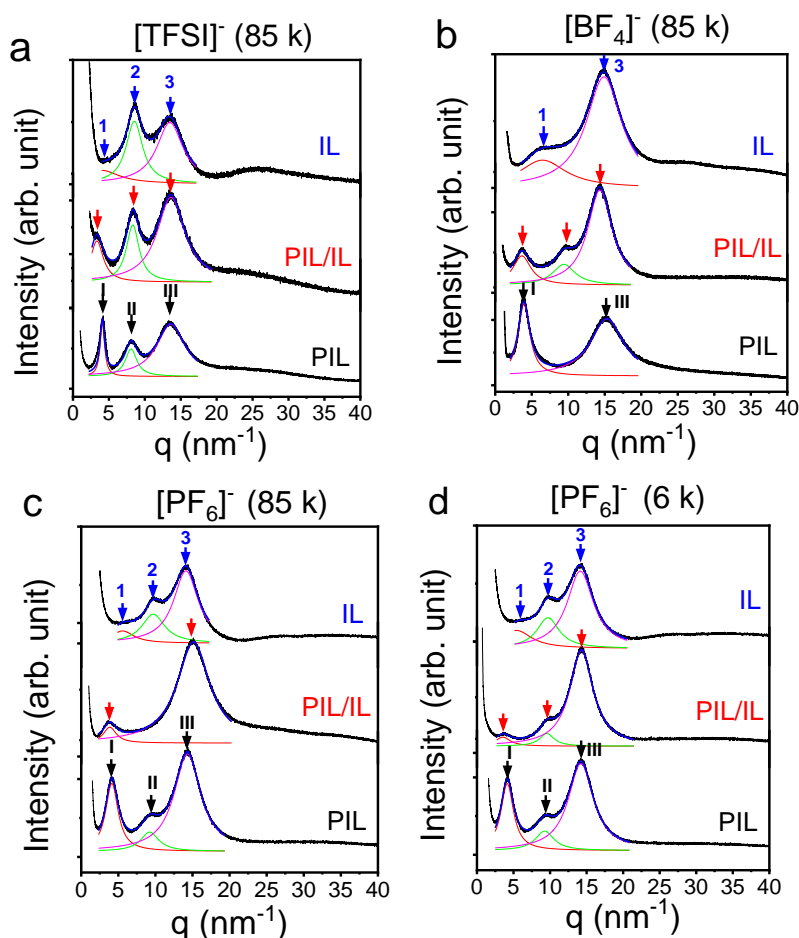 a
[TFSI]⁻ (85 k)
Intensity (arb. unit)
1
2
3
IL
PIL/IL
I
II
III
PIL
0 5 10 15 20 25 30 35 40
q (nm⁻¹)
b
[BF₄]⁻ (85 k)
Intensity (arb. unit)
1
3
IL
PIL/IL
I
III
PIL
0 5 10 15 20 25 30 35 40
q (nm⁻¹)
c
[PF₆]⁻ (85 k)
Intensity (arb. unit)
1
2
3
IL
PIL/IL
I
II
III
PIL
0 5 10 15 20 25 30 35 40
q (nm⁻¹)
d
[PF₆]⁻ (6 k)
Intensity (arb. unit)
1
2
3
IL
PIL/IL
I
II
III
PIL
0 5 10 15 20 25 30 35 40
q (nm⁻¹)